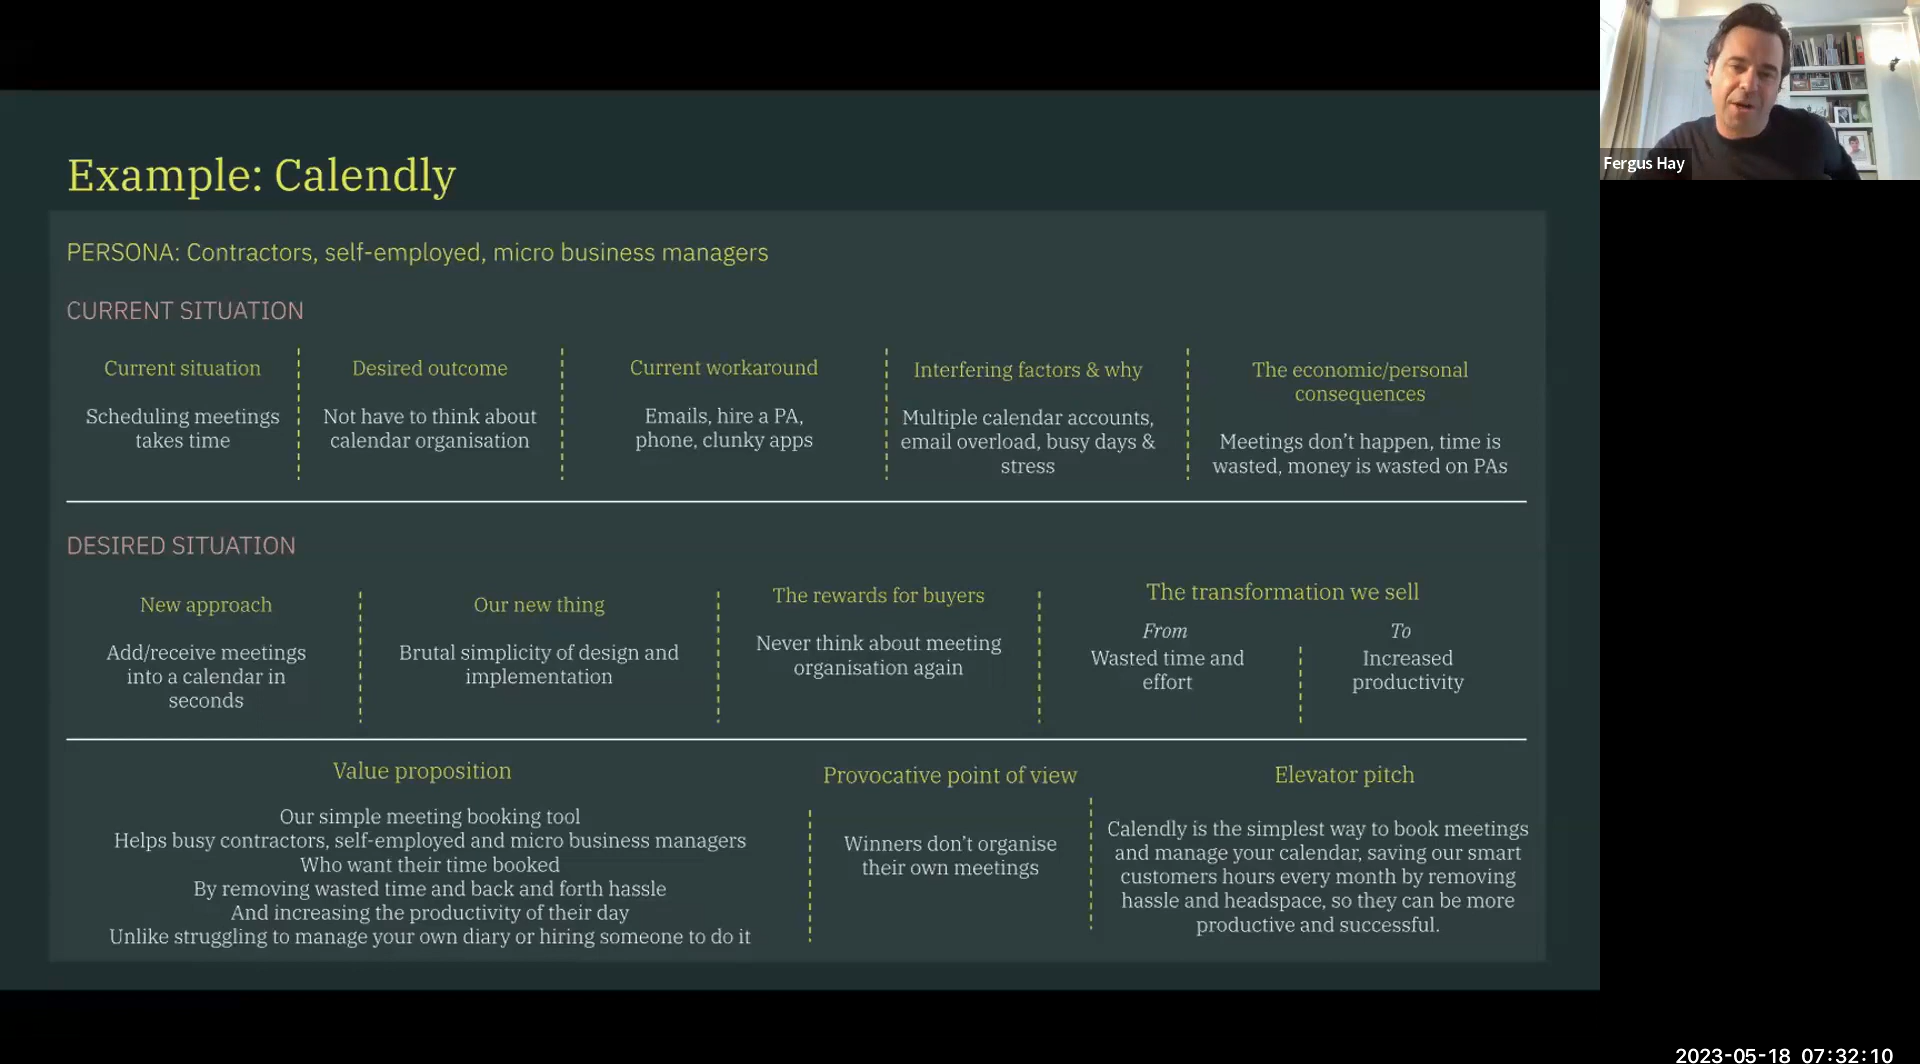 Example: Calendly
PERSONA: Contractors, self-employed, micro business managers
CURRENT SITUATION
Current situation
Scheduling meetings
takes time
Desired outcome
Not have to think about
calendar organisation
Current workaround
Emails, hire a PA,
phone, clunky apps
Interfering factors & why
Multiple calendar accounts,
email overload, busy days &
stress
The economic/personal
consequences
Meetings don’t happen, time is
wasted, money is wasted on PAs
DESIRED SITUATION
New approach
Add/receive meetings
into a calendar in
seconds
Our new thing
Brutal simplicity of design and
implementation
The rewards for buyers
Never think about meeting
organisation again
The transformation we sell
From
Wasted time and
effort
To
Increased
productivity
Value proposition
Our simple meeting booking tool
Helps busy contractors, self-employed and micro business managers
Who want their time booked
By removing wasted time and back and forth hassle
And increasing the productivity of their day
Unlike struggling to manage your own diary or hiring someone to do it
Provocative point of view
Winners don’t organise
their own meetings
Elevator pitch
Calendly is the simplest way to book meetings
and manage your calendar, saving our smart
customers hours every month by removing
hassle and headspace, so they can be more
productive and successful.
Fergus Hay
2023-05-18 07:32:10